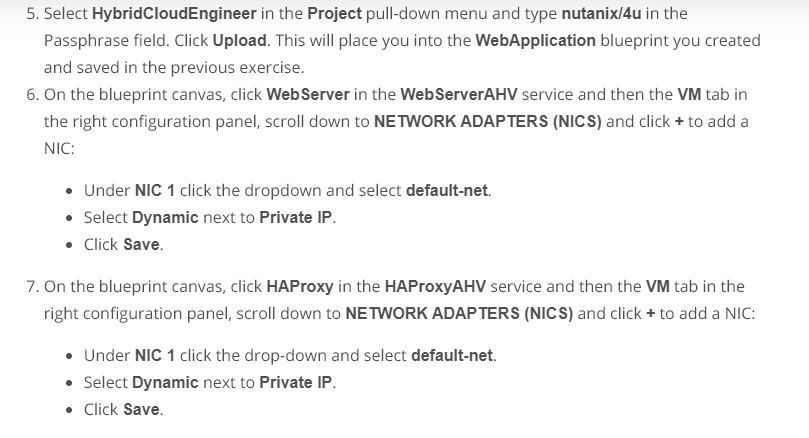 5. Select HybridCloudEngineer in the Project pull-down menu and type nutanix/4u in the
Passphrase field. Click Upload. This will place you into the WebApplication blueprint you created
and saved in the previous exercise.
6. On the blueprint canvas, click WebServer in the WebServerAHV service and then the VM tab in
the right configuration panel, scroll down to NETWORK ADAPTERS (NICS) and click + to add a
NIC:
• Under NIC 1 click the dropdown and select default-net.
• Select Dynamic next to Private IP.
• Click Save.
7. On the blueprint canvas, click HAProxy in the HAProxyAHV service and then the VM tab in the
right configuration panel, scroll down to NETWORK ADAPTERS (NICS) and click + to add a NIC:
• Under NIC 1 click the drop-down and select default-net.
• Select Dynamic next to Private IP.
• Click Save.